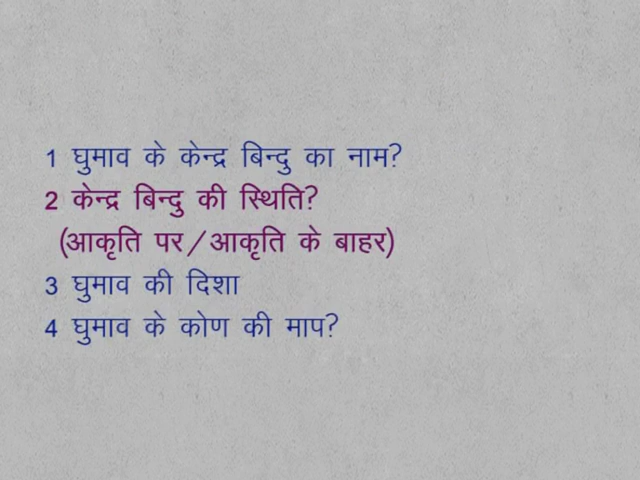 1 घुमाव के केन्द्र बिन्दु का नाम?
2 केन्द्र बिन्दु की स्थिति?
(आकृति पर/आकृति के बाहर)
3 घुमाव की दिशा
4 घुमाव के कोण की माप?